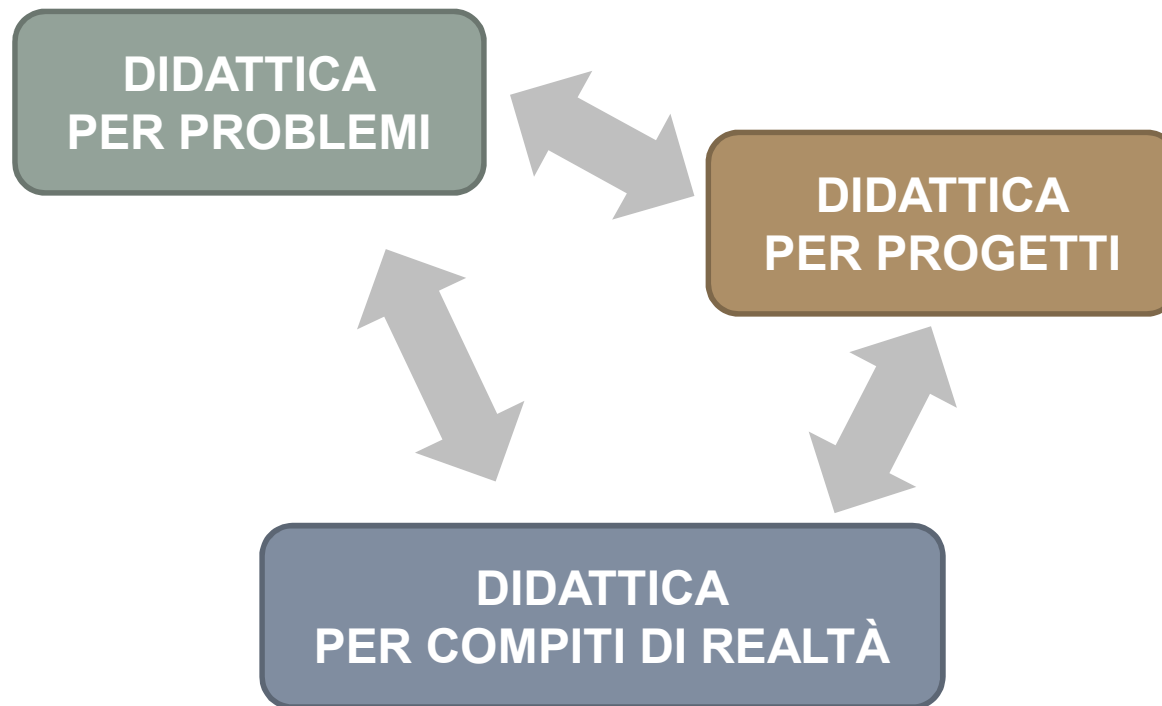 DIDATTICA
PER PROBLEMI
DIDATTICA
PER PROGETTI
DIDATTICA
PER COMPITI DI REALTÀ